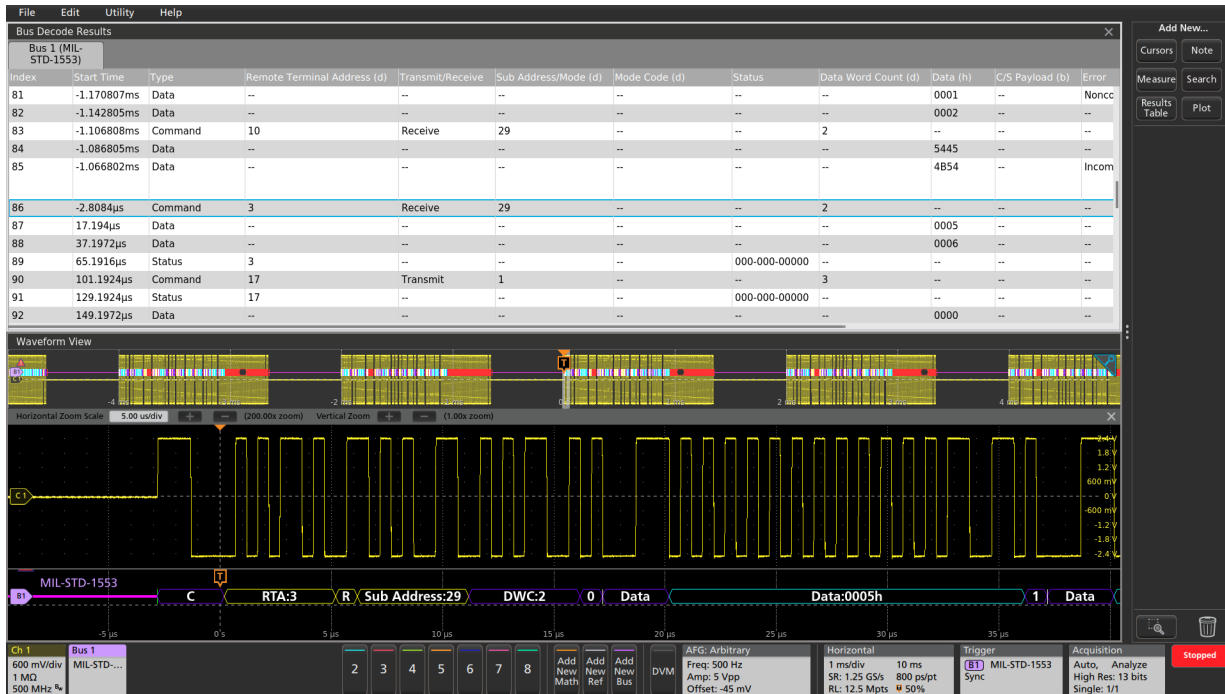 File Edit Utility Help
Bus Decode Results
Bus 1 (MIL-
STD-1553)
Index Start Time Type Remote Terminal Address (d) Transmit/Receive Sub Address/Mode (d) Mode Code (d) Status Data Word Count (d) Data (h) C/S Payload (b) Error
81 -1.170807ms Data -- -- -- -- -- -- 0001 -- Nonco
82 -1.142805ms Data -- -- -- -- -- -- 0002 -- --
83 -1.106808ms Command 10 Receive 29 -- -- 2 -- -- --
84 -1.086805ms Data -- -- -- -- -- -- 5445 -- --
85 -1.066802ms Data -- -- -- -- -- -- 4B54 -- Incom
86 -2.8084µs Command 3 Receive 29 -- -- 2 -- -- --
87 17.194µs Data -- -- -- -- -- -- 0005 -- --
88 37.1972µs Data -- -- -- -- -- -- 0006 -- --
89 65.1916µs Status 3 -- -- -- 000-000-00000 -- -- -- --
90 101.1924µs Command 17 Transmit 1 -- -- 3 -- -- --
91 129.1924µs Status 17 -- -- -- 000-000-00000 -- -- -- --
92 149.1972µs Data -- -- -- -- -- -- 0000 -- --
Waveform View
T
B1
Horizontal Zoom Scale 5.00 us/div + − (200.00x zoom) Vertical Zoom + − (1.00x zoom)
2.4 V
1.8 V
1.2 V
600 mV
C 1 0 V
-600 mV
-1.2 V
-1.8 V
-2.4 V
MIL-STD-1553 T
B1 C RTA:3 R Sub Address:29 DWC:2 0 Data Data:0005h 1 Data
-5 µs 0 s 5 µs 10 µs 15 µs 20 µs 25 µs 30 µs 35 µs
Add New...
Cursors Note
Measure Search
Results
Table
Plot
Ch 1
600 mV/div
1 MΩ
500 MHz Bw
Bus 1
MIL-STD-...
2 3 4 5 6 7 8
Add
New
Math
Add
New
Ref
Add
New
Bus
DVM
AFG: Arbitrary
Freq: 500 Hz
Amp: 5 Vpp
Offset: -45 mV
Horizontal
1 ms/div 10 ms
SR: 1.25 GS/s 800 ps/pt
RL: 12.5 Mpts 50%
Trigger
B1 MIL-STD-1553
Sync
Acquisition
Auto, Analyze
High Res: 13 bits
Single: 1/1
Stopped